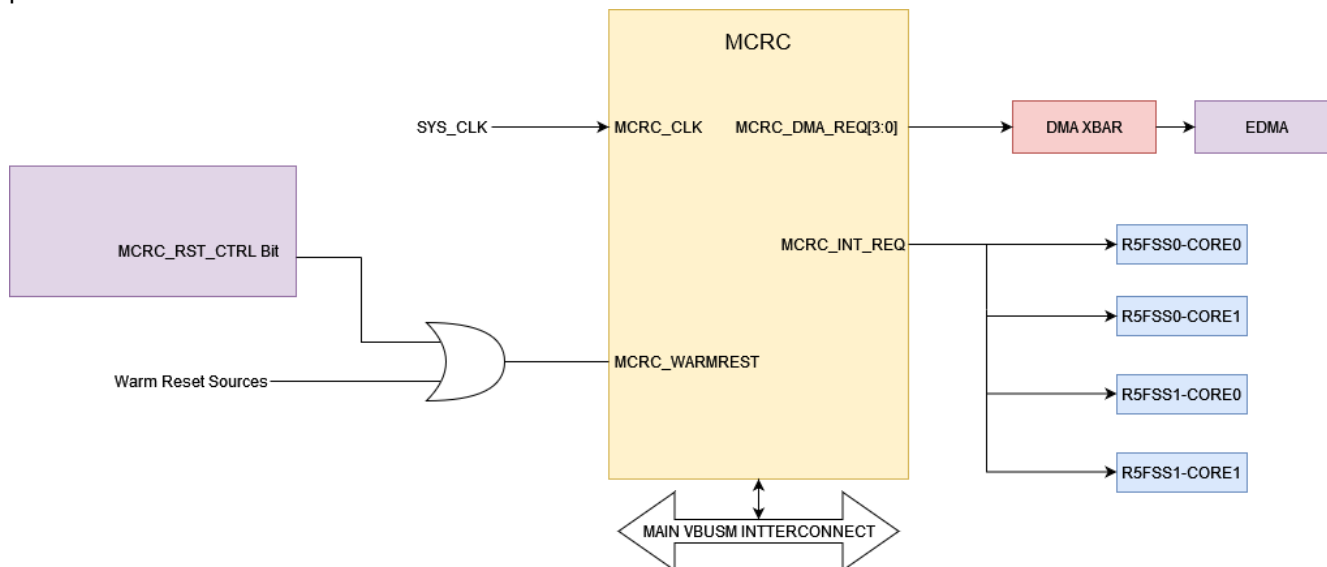 MCRC
SYS_CLK
MCRC_CLK
MCRC_DMA_REQ[3:0]
DMA XBAR
EDMA
MCRC_RST_CTRL Bit
MCRC_INT_REQ
R5FSS0-CORE0
R5FSS0-CORE1
MCRC_WARMREST
Warm Reset Sources
R5FSS1-CORE0
R5FSS1-CORE1
MAIN VBUSM INTTERCONNECT